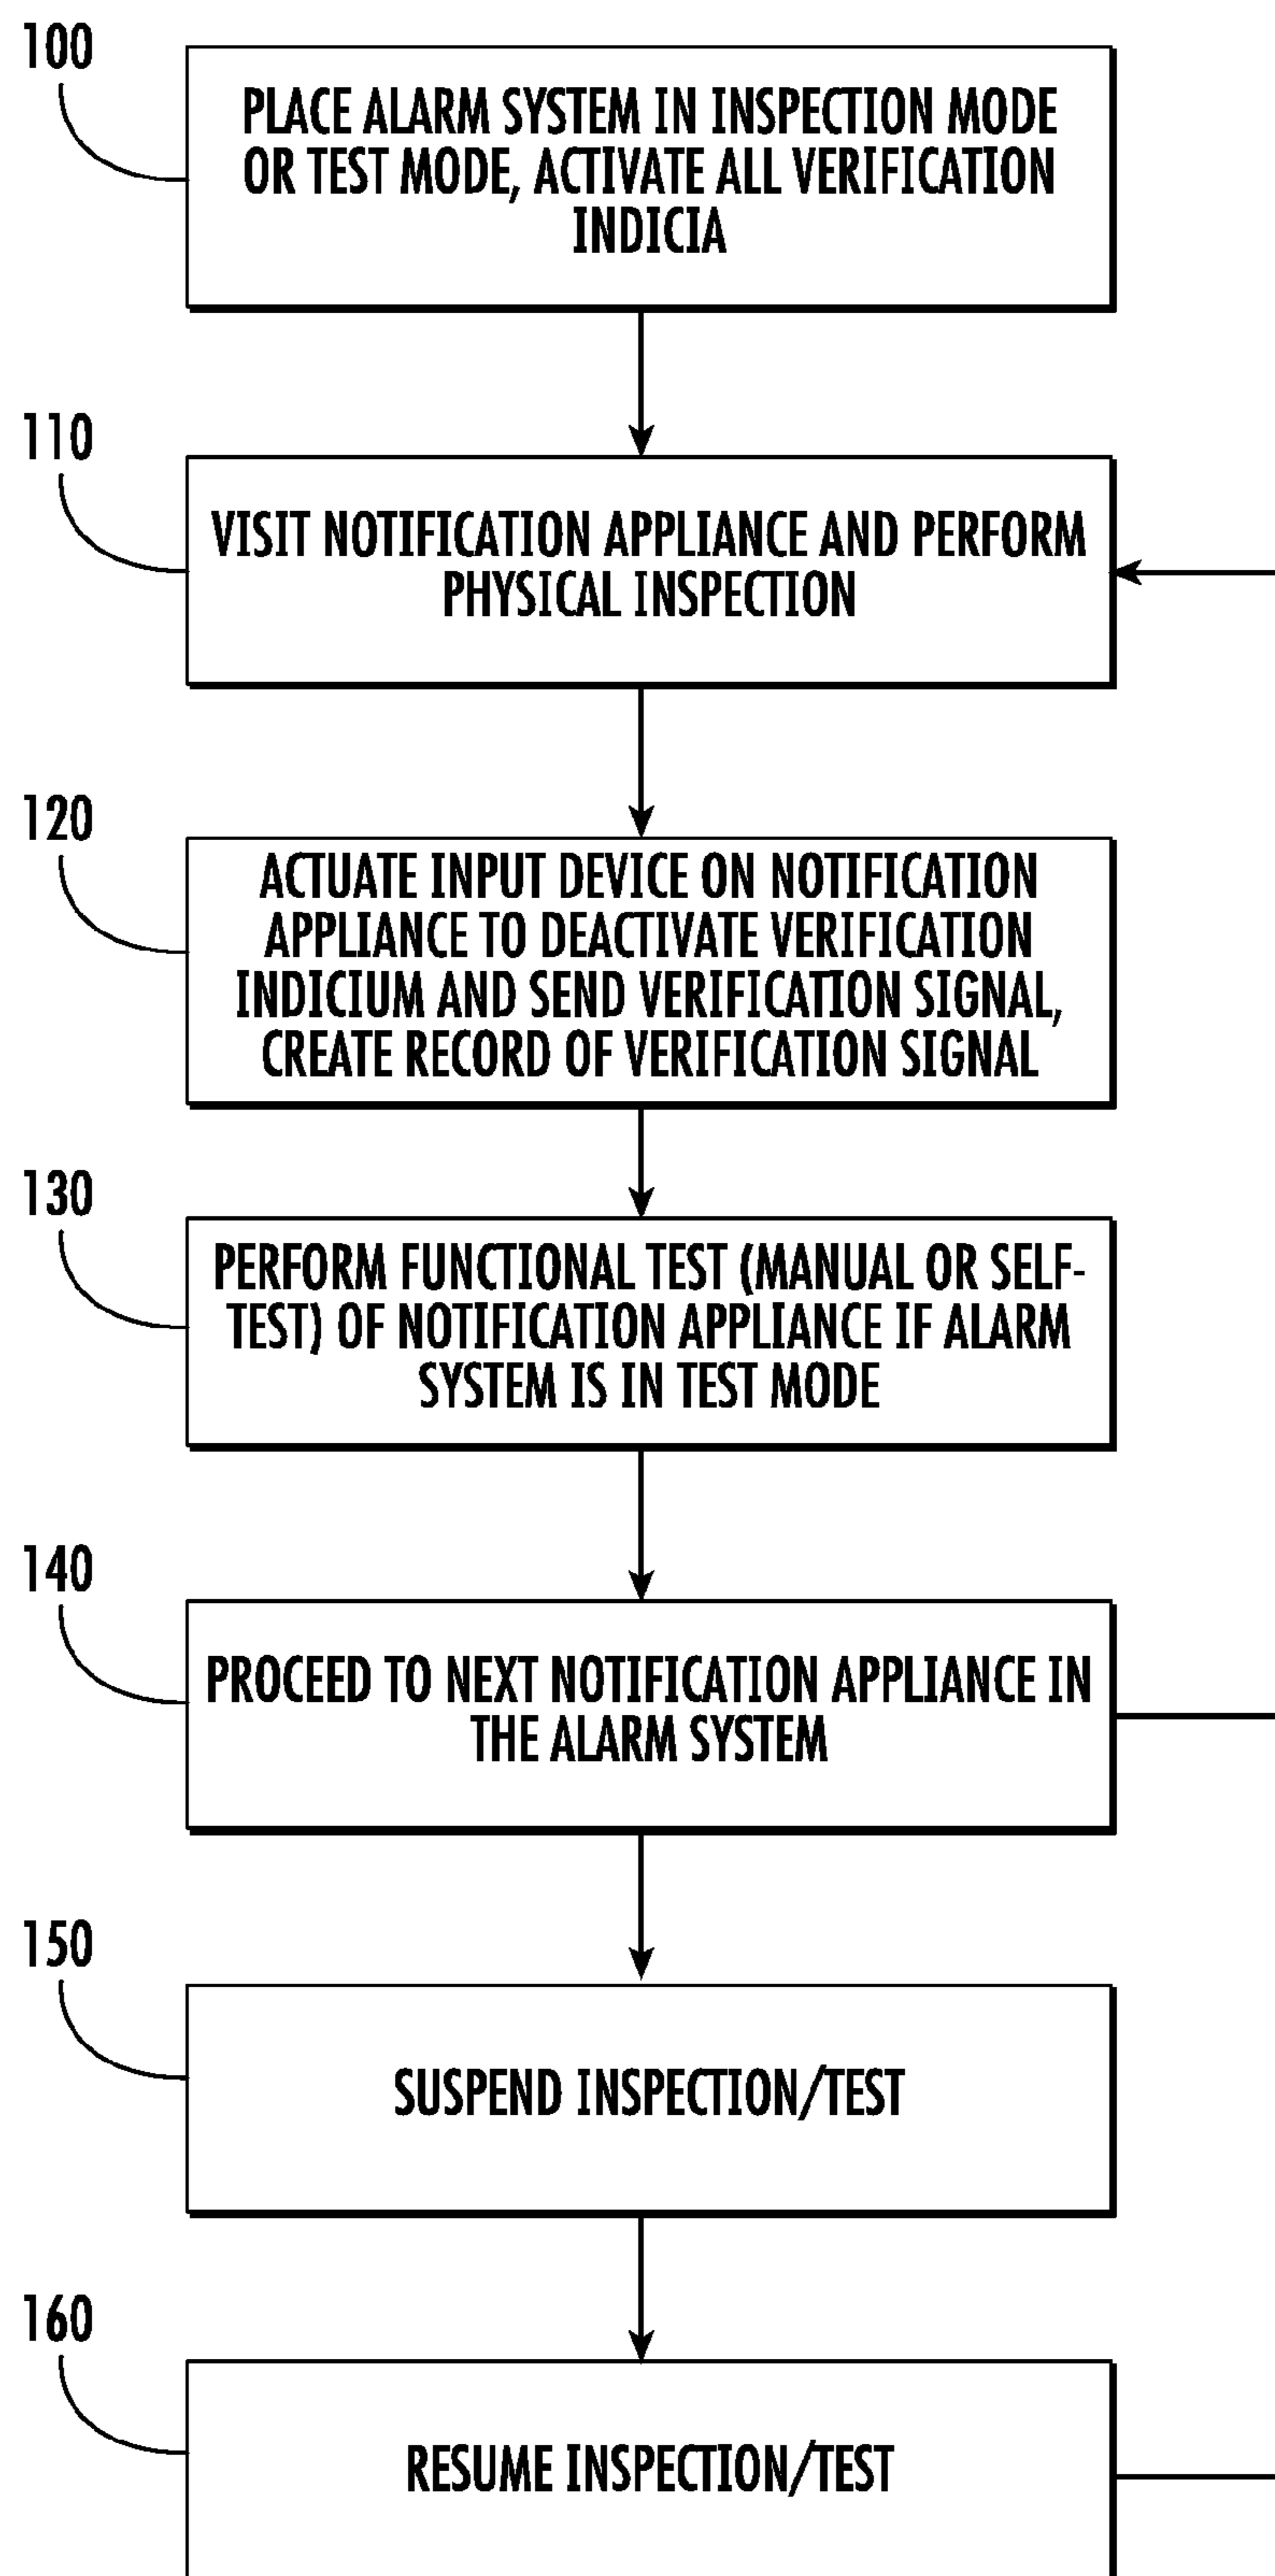 100
PLACE ALARM SYSTEM IN INSPECTION MODE
OR TEST MODE, ACTIVATE ALL VERIFICATION
INDICIA
110
VISIT NOTIFICATION APPLIANCE AND PERFORM
PHYSICAL INSPECTION
120
ACTUATE INPUT DEVICE ON NOTIFICATION
APPLIANCE TO DEACTIVATE VERIFICATION
INDICIUM AND SEND VERIFICATION SIGNAL,
CREATE RECORD OF VERIFICATION SIGNAL
130
PERFORM FUNCTIONAL TEST (MANUAL OR SELF-
TEST) OF NOTIFICATION APPLIANCE IF ALARM
SYSTEM IS IN TEST MODE
140
PROCEED TO NEXT NOTIFICATION APPLIANCE IN
THE ALARM SYSTEM
150
SUSPEND INSPECTION/TEST
160
RESUME INSPECTION/TEST